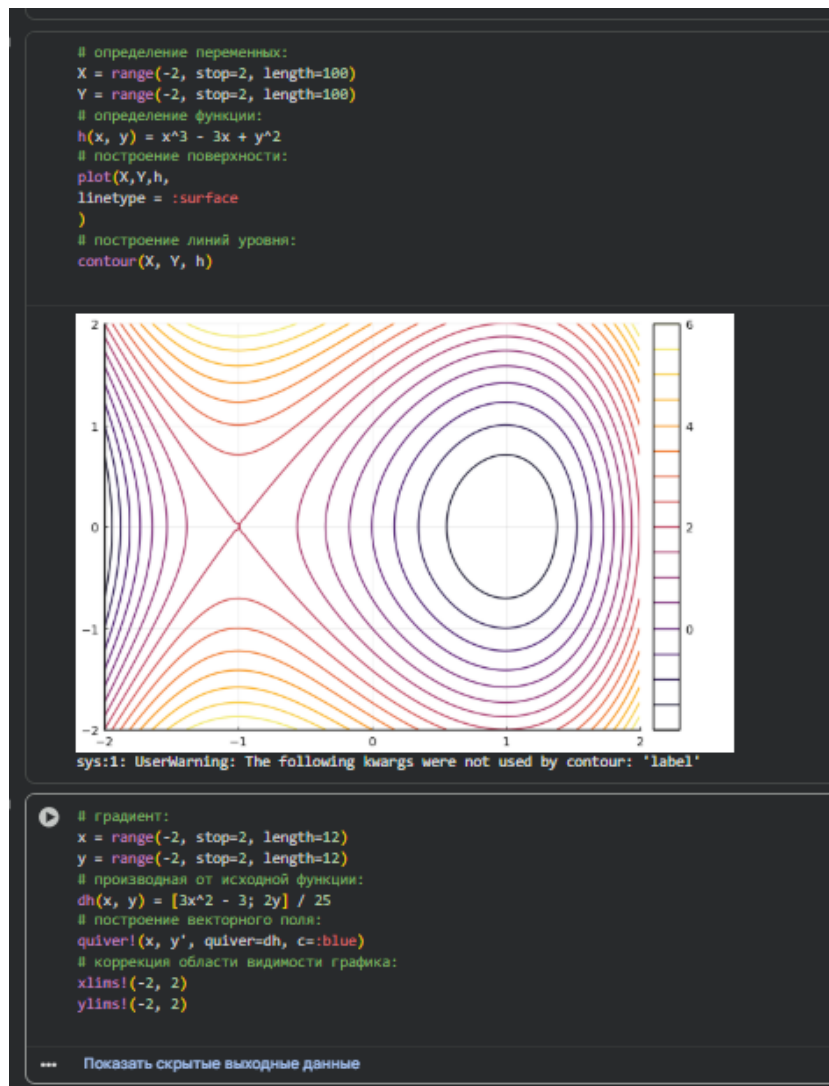 # определение переменных:
X = range(-2, stop=2, length=100)
Y = range(-2, stop=2, length=100)
# определение функции:
h(x, y) = x^3 - 3x + y^2
# построение поверхности:
plot(X,Y,h,
linetype = :surface
)
# построение линий уровня:
contour(X, Y, h)
2
1
0
−1
−2
−2
−1
0
1
2
6
4
2
0
sys:1: UserWarning: The following kwargs were not used by contour: 'label'
# градиент:
x = range(-2, stop=2, length=12)
y = range(-2, stop=2, length=12)
# производная от исходной функции:
dh(x, y) = [3x^2 - 3; 2y] / 25
# построение векторного поля:
quiver!(x, y', quiver=dh, c=:blue)
# коррекция области видимости графика:
xlims!(-2, 2)
ylims!(-2, 2)
Показать скрытые выходные данные